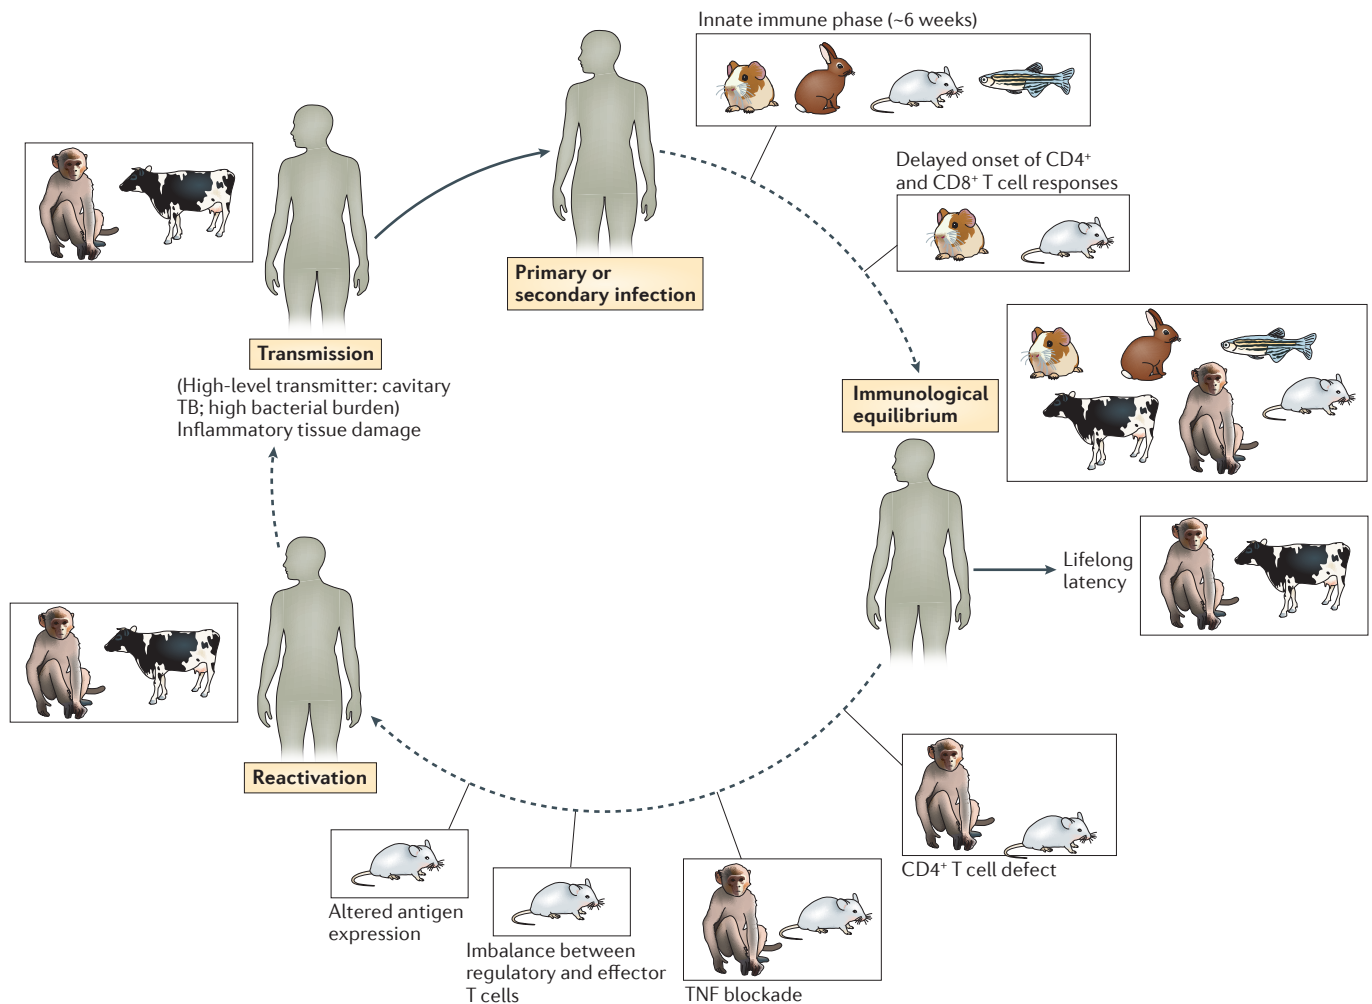 Innate immune phase (~6 weeks)
Delayed onset of CD4⁺
and CD8⁺ T cell responses
Primary or
secondary infection
Transmission
(High-level transmitter: cavitary
TB; high bacterial burden)
Inflammatory tissue damage
Immunological
equilibrium
Lifelong
latency
Reactivation
CD4⁺ T cell defect
Altered antigen
expression
Imbalance between
regulatory and effector
T cells
TNF blockade